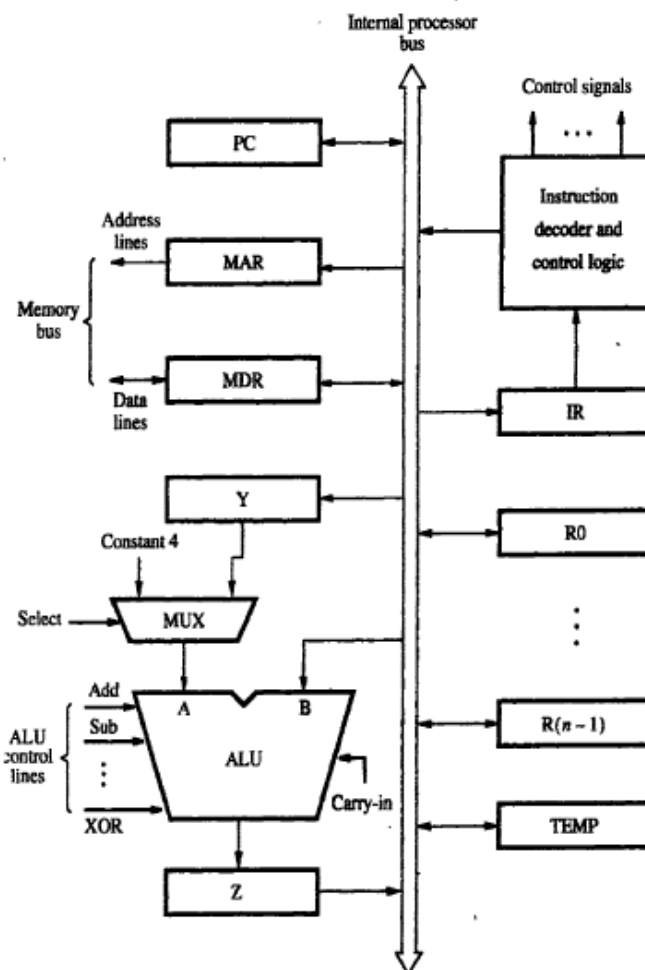 Internal processor
bus
Control signals
...
PC
Instruction
decoder and
control logic
Address
lines
MAR
Memory
bus
MDR
Data
lines
IR
Y
Constant 4
R0
Select
MUX
Add
A
B
R(n − 1)
ALU
control
lines
Sub
ALU
XOR
Carry-in
TEMP
Z